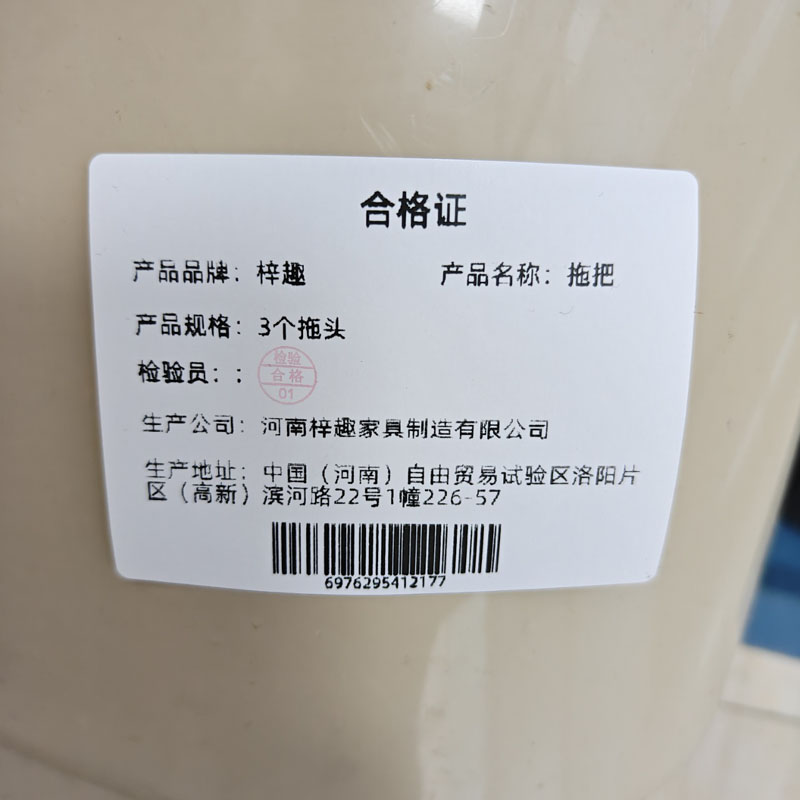 合格证
产品品牌：梓趣 产品名称：拖把
产品规格：3个拖头
检验员：：
检验
合格
01
生产公司：河南梓趣家具制造有限公司
生产地址：中国（河南）自由贸易试验区洛阳片
区（高新）滨河路22号1幢226-57
6976295412177